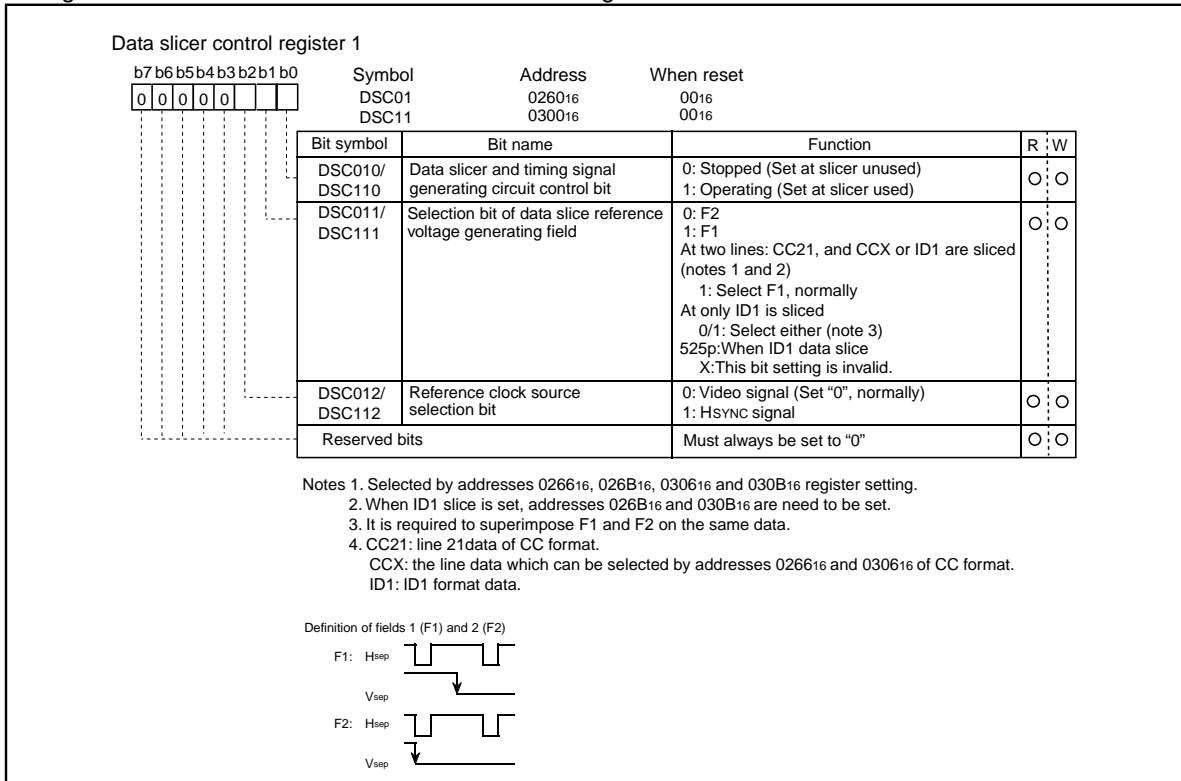 Data slicer control register 1
b7 b6 b5 b4 b3 b2 b1 b0
0 0 0 0 0
Symbol Address When reset
DSC01 026016 0016
DSC11 030016 0016
Bit symbol Bit name Function R W
DSC010/ Data slicer and timing signal 0: Stopped (Set at slicer unused)
DSC110 generating circuit control bit 1: Operating (Set at slicer used) O O
DSC011/ Selection bit of data slice reference 0: F2
DSC111 voltage generating field 1: F1 O O
At two lines: CC21, and CCX or ID1 are sliced
(notes 1 and 2)
1: Select F1, normally
At only ID1 is sliced
0/1: Select either (note 3)
525p:When ID1 data slice
X:This bit setting is invalid.
DSC012/ Reference clock source 0: Video signal (Set “0”, normally)
DSC112 selection bit 1: HSYNC signal O O
Reserved bits Must always be set to “0” O O
Notes 1. Selected by addresses 026616, 026B16, 030616 and 030B16 register setting.
2. When ID1 slice is set, addresses 026B16 and 030B16 are need to be set.
3. It is required to superimpose F1 and F2 on the same data.
4. CC21: line 21data of CC format.
CCX: the line data which can be selected by addresses 026616 and 030616 of CC format.
ID1: ID1 format data.
Definition of fields 1 (F1) and 2 (F2)
F1: Hsep
Vsep
F2: Hsep
Vsep